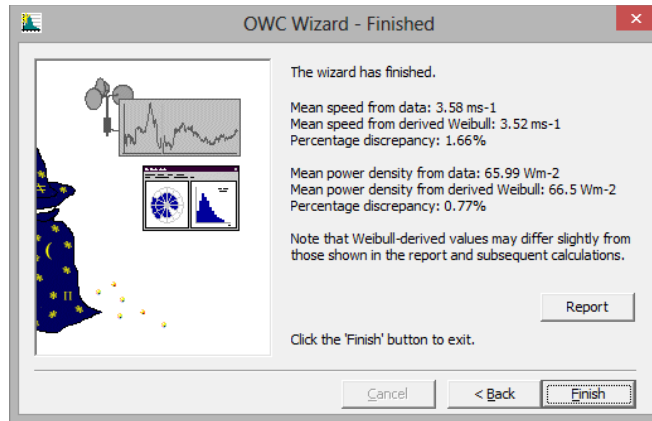 OWC Wizard - Finished
The wizard has finished.
Mean speed from data: 3.58 ms-1
Mean speed from derived Weibull: 3.52 ms-1
Percentage discrepancy: 1.66%
Mean power density from data: 65.99 Wm-2
Mean power density from derived Weibull: 66.5 Wm-2
Percentage discrepancy: 0.77%
Note that Weibull-derived values may differ slightly from
those shown in the report and subsequent calculations.
Report
Click the 'Finish' button to exit.
Cancel
< Back
Finish